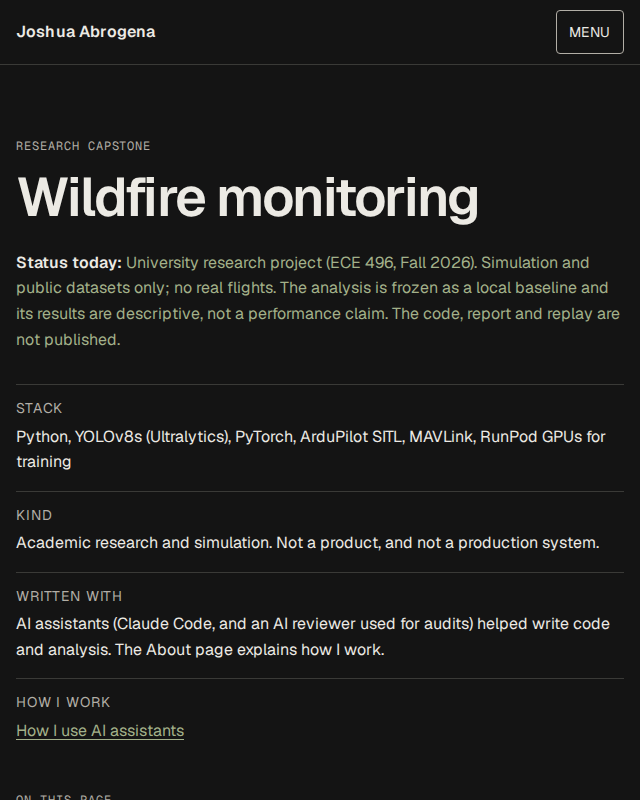 Joshua Abrogena
MENU
RESEARCH CAPSTONE
Wildfire monitoring
Status today: University research project (ECE 496, Fall 2026). Simulation and
public datasets only; no real flights. The analysis is frozen as a local baseline and
its results are descriptive, not a performance claim. The code, report and replay are
not published.
STACK
Python, YOLOv8s (Ultralytics), PyTorch, ArduPilot SITL, MAVLink, RunPod GPUs for
training
KIND
Academic research and simulation. Not a product, and not a production system.
WRITTEN WITH
AI assistants (Claude Code, and an AI reviewer used for audits) helped write code
and analysis. The About page explains how I work.
HOW I WORK
How I use AI assistants
ON THIS PAGE